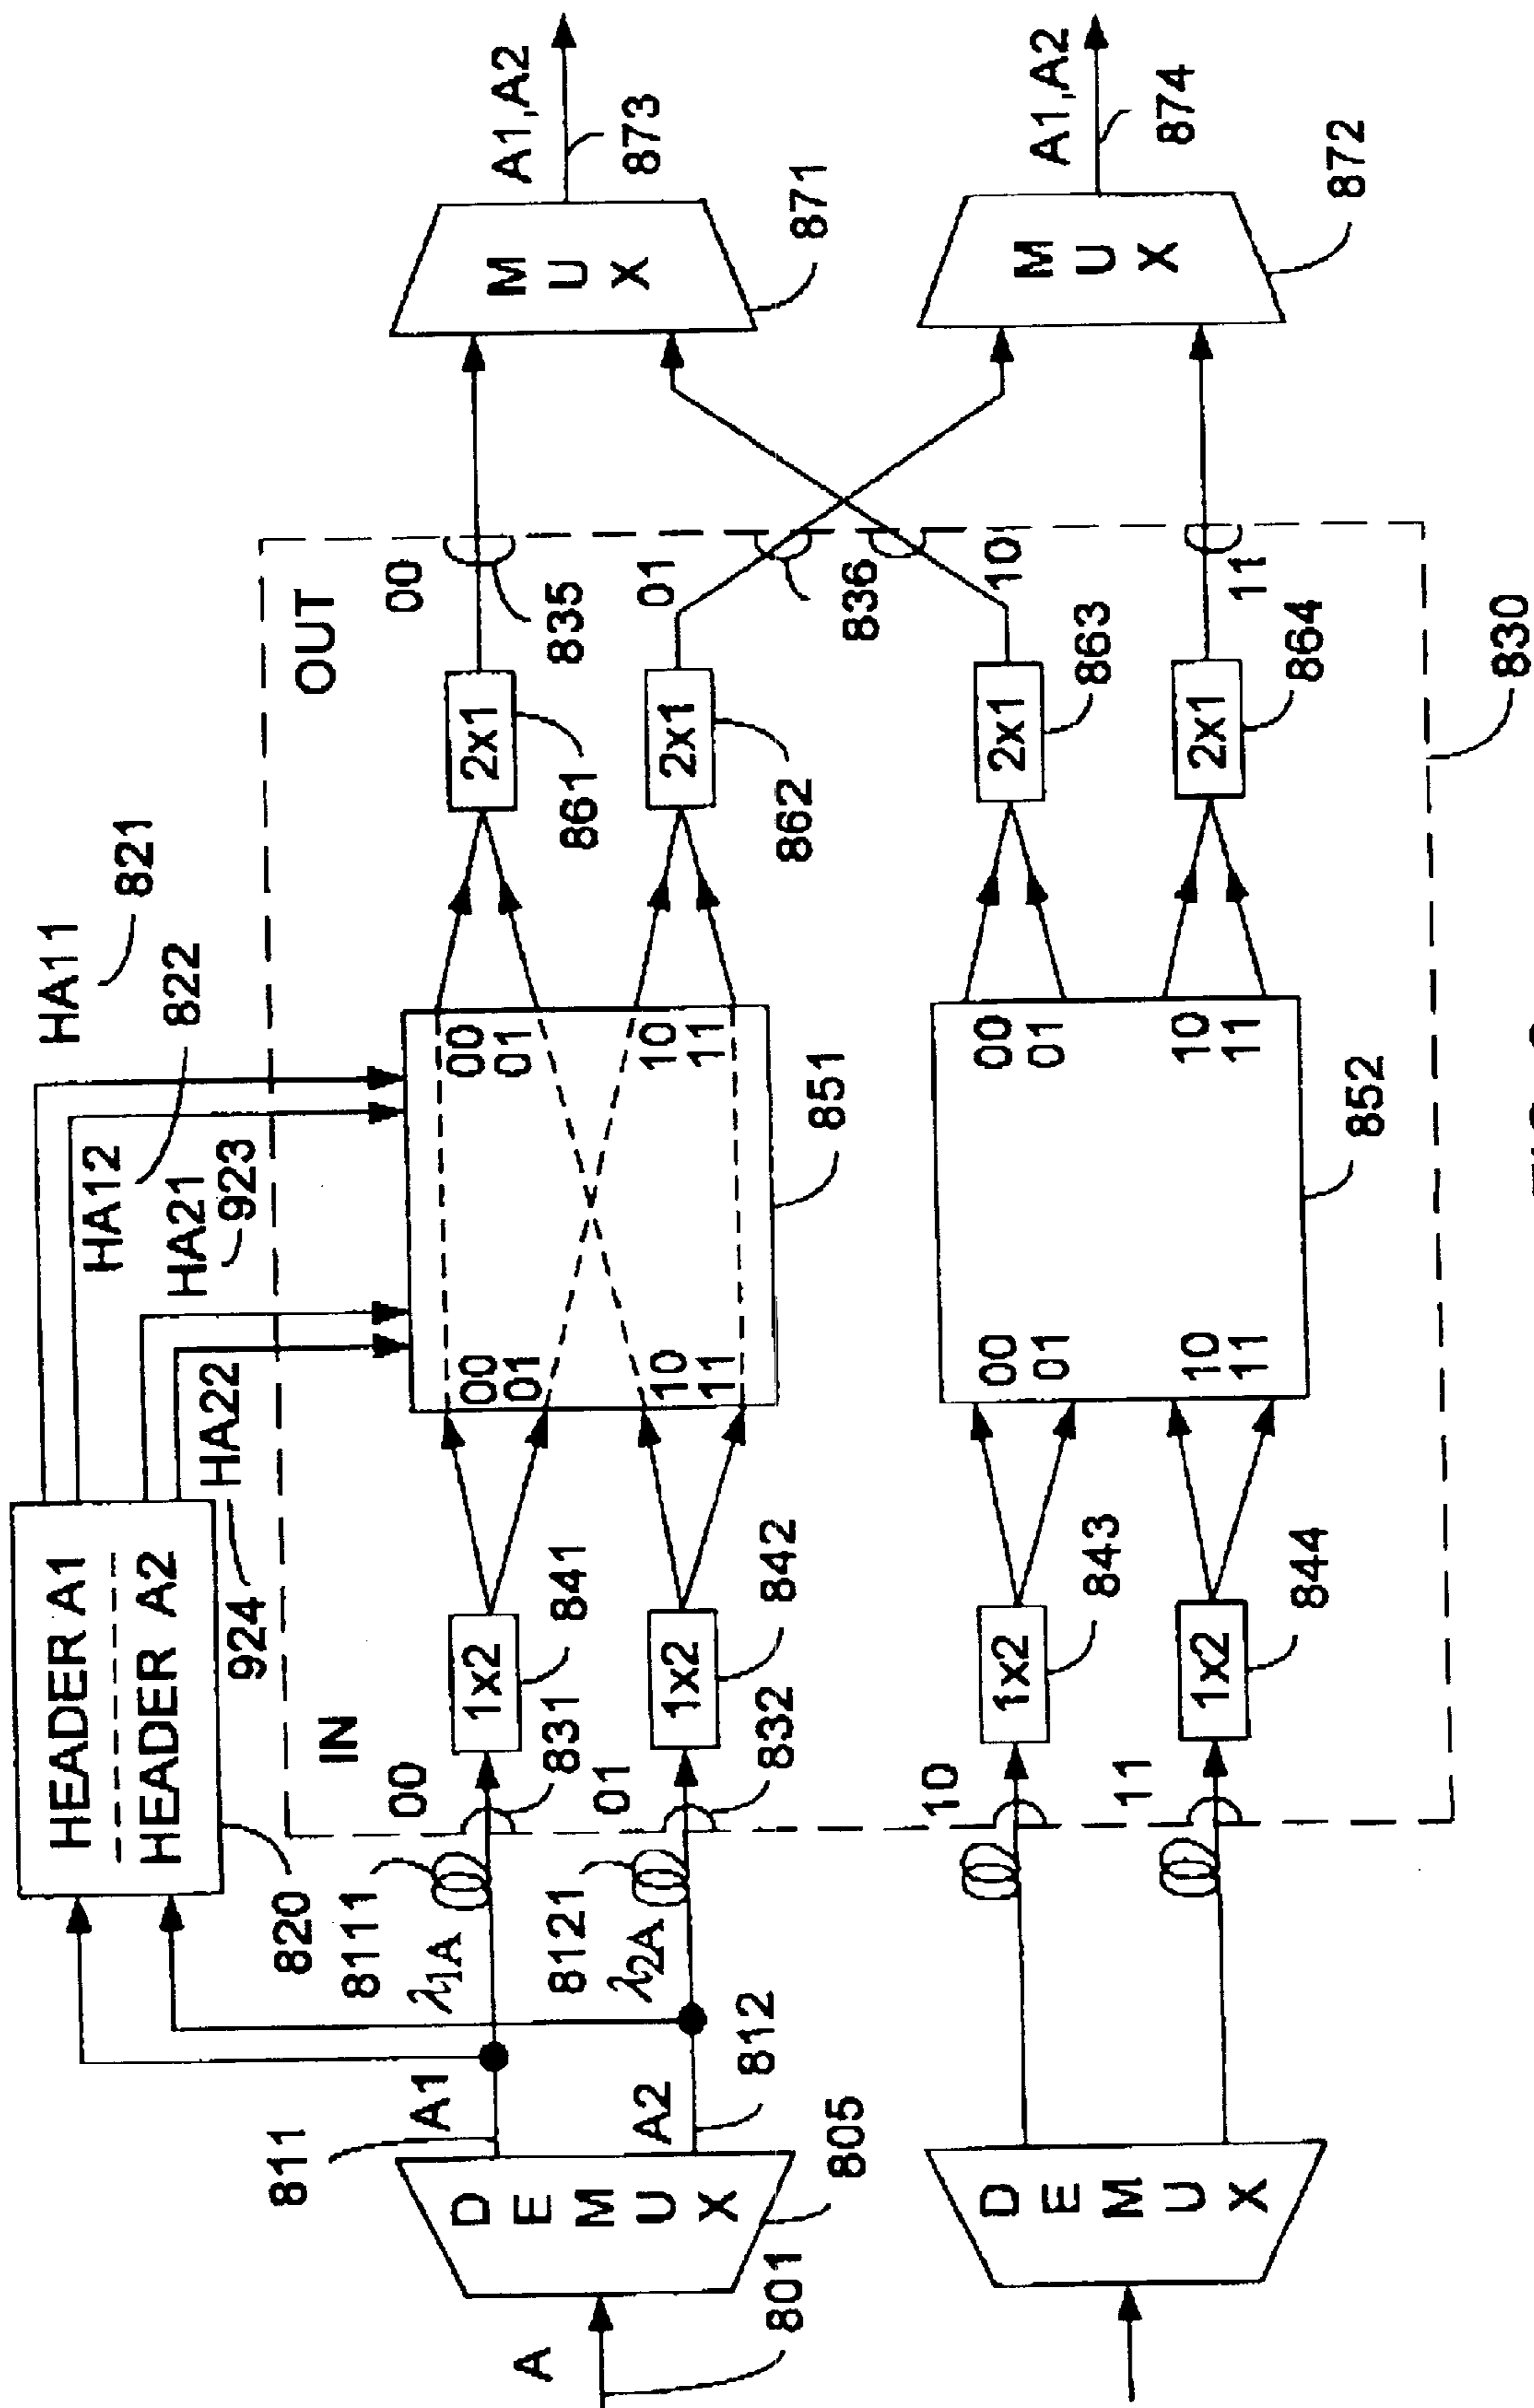 HEADER A1
HEADER A2
820
HA11
821
HA12
822
HA21
923
HA22
924
A
801
DEMUX
805
811
A1
A2
812
8111
λ1A
8121
λ2A
IN
00
831
01
832
10
11
1x2
841
1x2
842
1x2
843
1x2
844
00
01
10
11
00
01
10
11
851
00
01
10
11
00
01
10
11
852
2x1
861
2x1
862
2x1
863
2x1
864
OUT
00
835
01
836
10
11
830
MUX
871
A1,A2
873
MUX
872
A1,A2
874
DEMUX